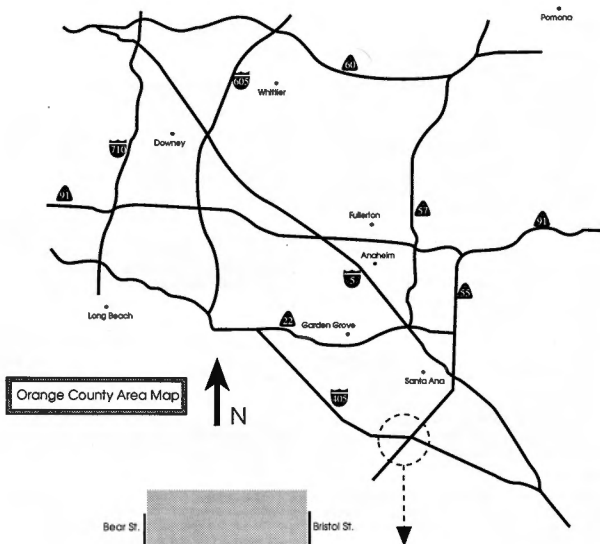 Pomona
60
605
Whittier
Downey
710
91
57
Fullerton
91
Anaheim
5
55
Long Beach
22
Garden Grove
Santa Ana
Orange County Area Map
N
405
Bear St.
Bristol St.